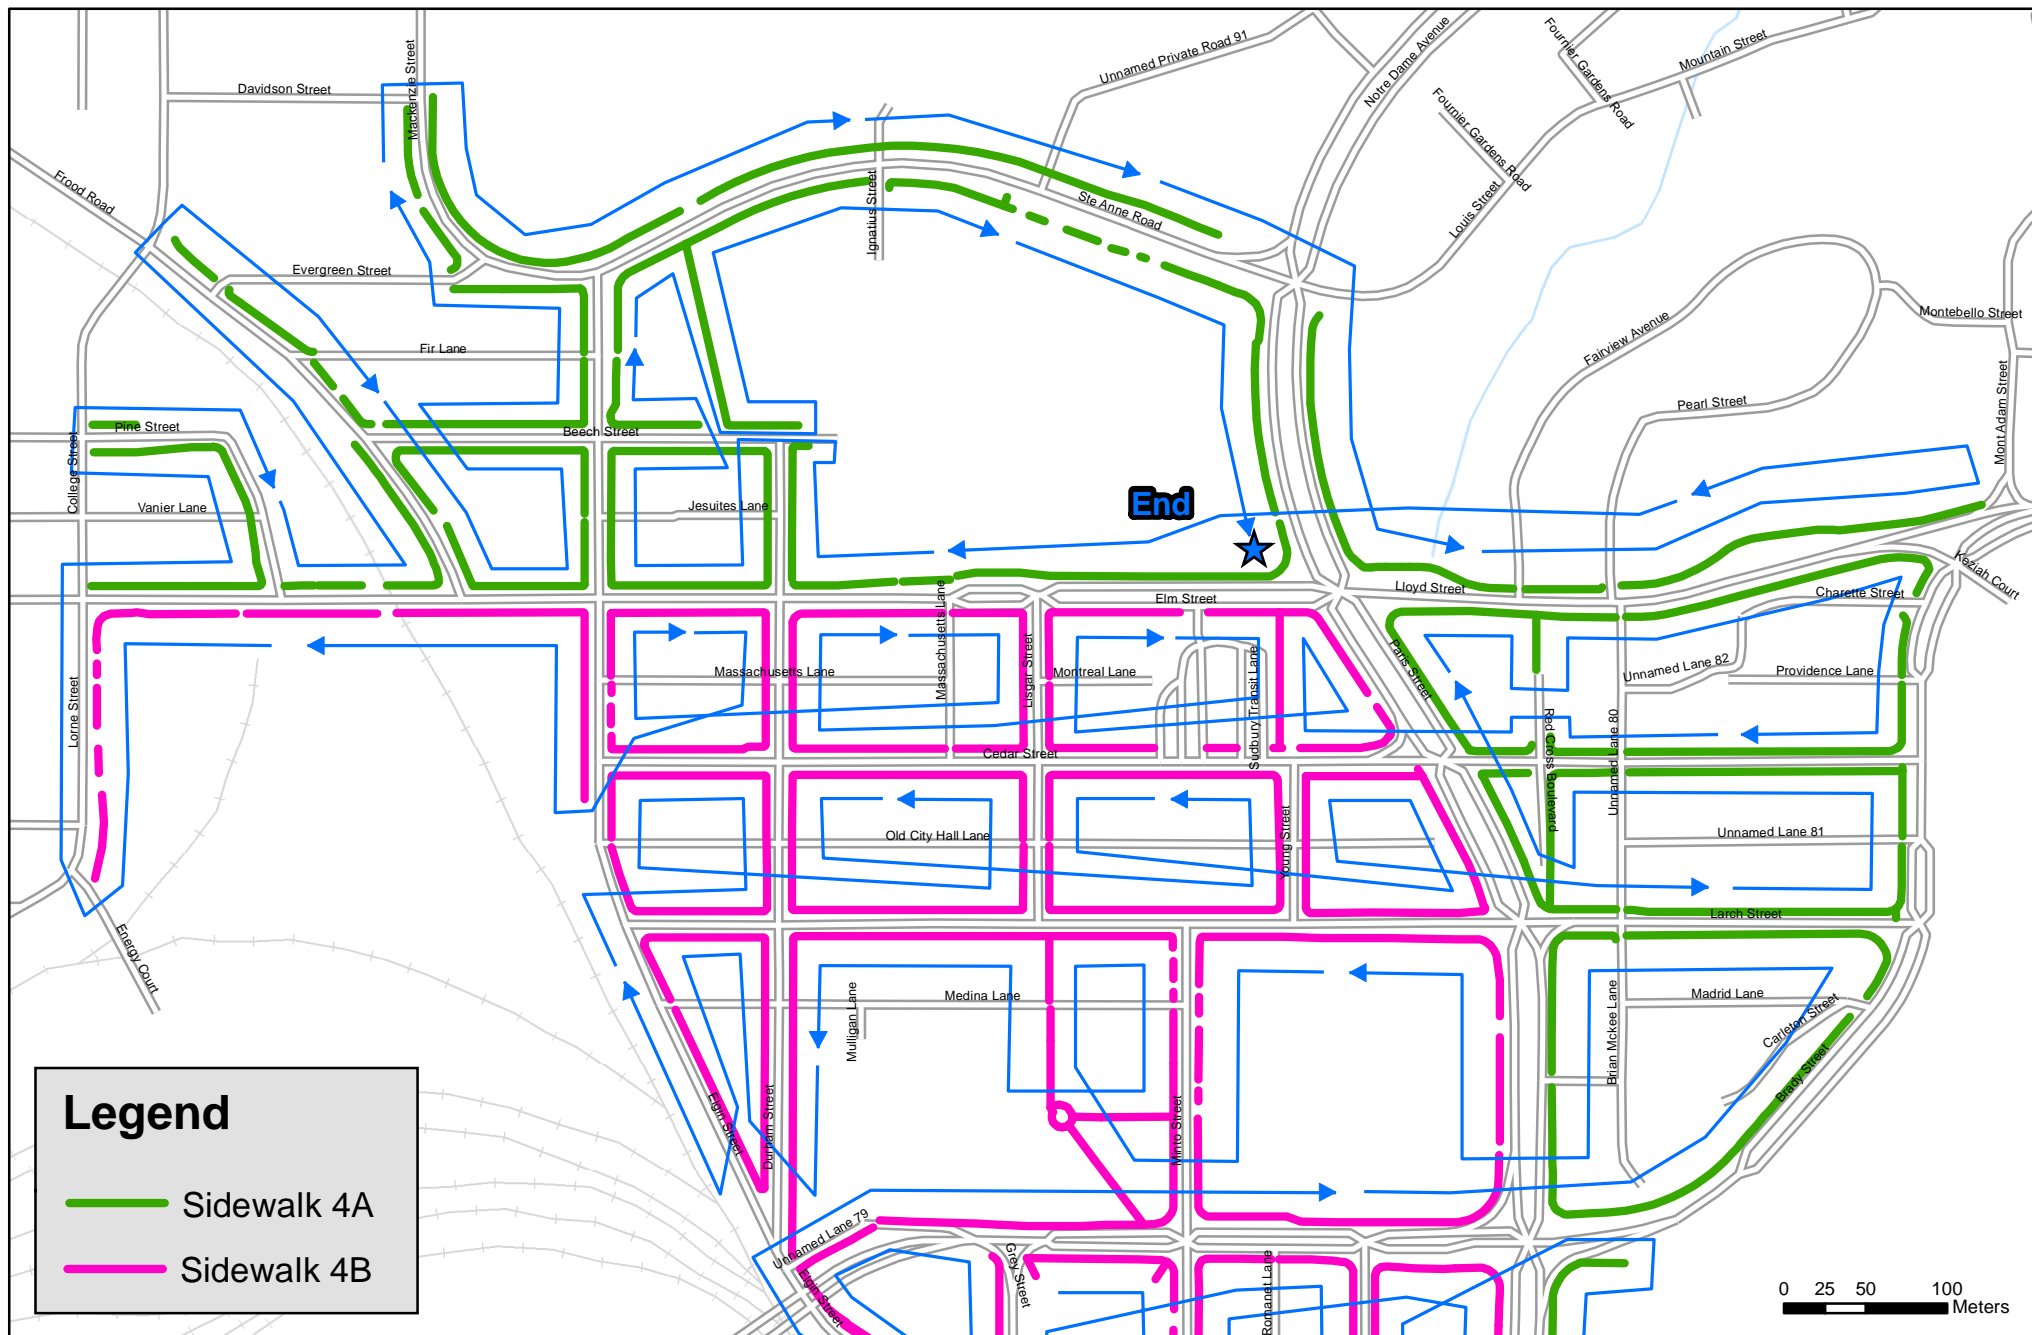 Unnamed Private Road 91
Notre Dame Avenue
Fournier Gardens Road
Mountain Street
Mackenzie Street
Davidson Street
Fournier Gardens Road
Frood Road
Ignatius Street
Ste Anne Road
Louis Street
Evergreen Street
Montebello Street
Fairview Avenue
Fir Lane
Pearl Street
Mont Adam Street
Pine Street
Beech Street
College Street
Vanier Lane
Jesuites Lane
End
Keziah Court
Lloyd Street
Charette Street
Elm Street
Massachusetts Lane
Lisgar Street
Paris Street
Massachusetts Lane
Montreal Lane
Sudbury Transit Lane
Unnamed Lane 82
Providence Lane
Lorne Street
Cedar Street
Red Cross Boulevard
Unnamed Lane 80
Old City Hall Lane
Young Street
Unnamed Lane 81
Larch Street
Energy Court
Medina Lane
Mulligan Lane
Madrid Lane
Brian Mckee Lane
Carleton Street
Brady Street
Elgin Street
Durham Street
Minto Street
Unnamed Lane 79
Elgin Street
Grey Street
Romanet Lane
Legend
Sidewalk 4A
Sidewalk 4B
0 25 50 100
Meters